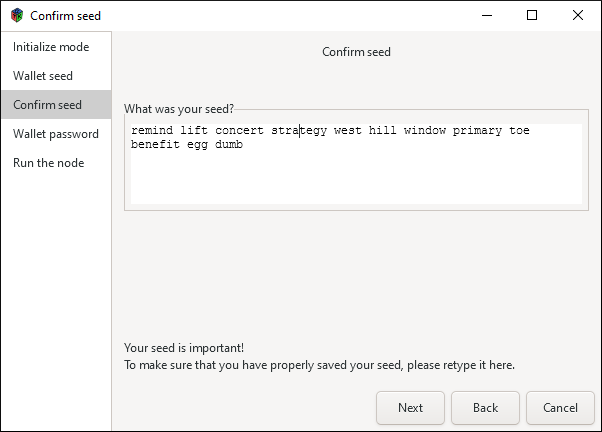 Confirm seed
Initialize mode
Wallet seed
Confirm seed
Wallet password
Run the node
Confirm seed
What was your seed?
remind lift concert strategy west hill window primary toe
benefit egg dumb
Your seed is important!
To make sure that you have properly saved your seed, please retype it here.
Next
Back
Cancel